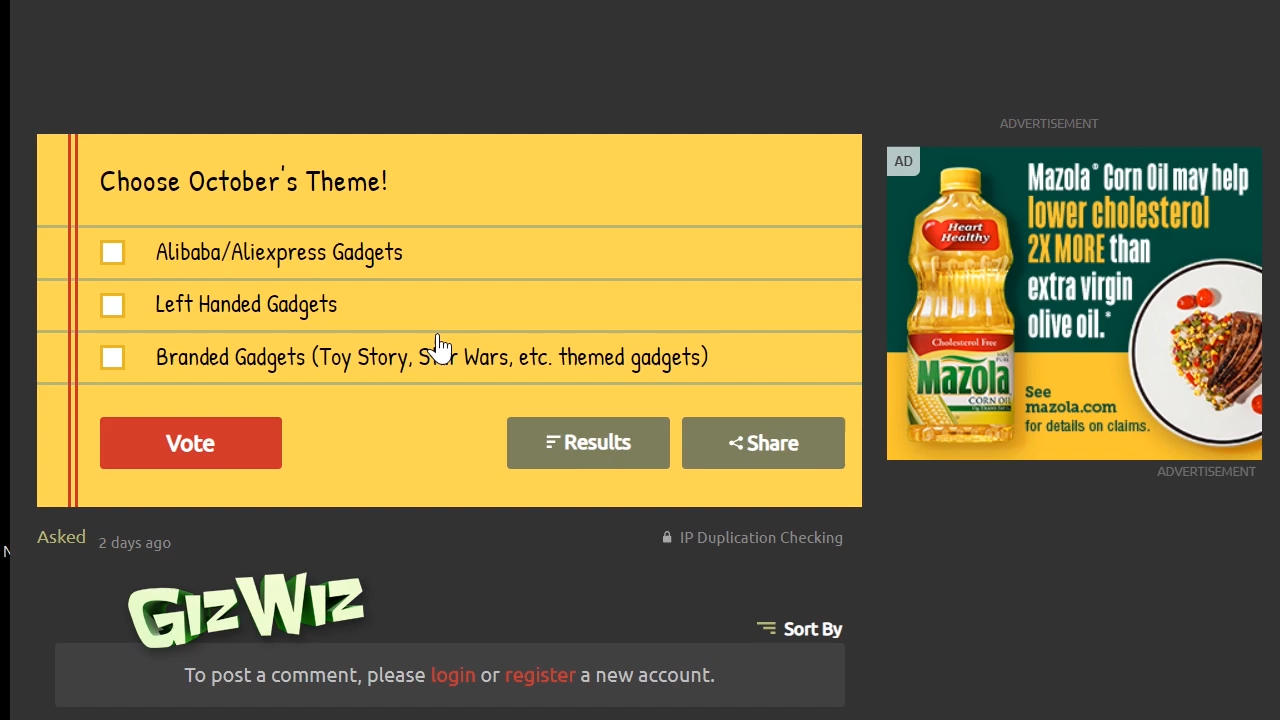 ADVERTISEMENT
Choose October's Theme!
Alibaba/Aliexpress Gadgets
Left Handed Gadgets
Branded Gadgets (Toy Story, Star Wars, etc. themed gadgets)
Vote
Results
Share
AD
Mazola® Corn Oil may help
lower cholesterol
2X MORE than
extra virgin
olive oil.*
Heart
Healthy
Cholesterol Free
100%
PURE
Mazola
CORN OIL
See
mazola.com
for details on claims.
ADVERTISEMENT
Asked 2 days ago
IP Duplication Checking
N
GIZWIZ
Sort By
To post a comment, please login or register a new account.